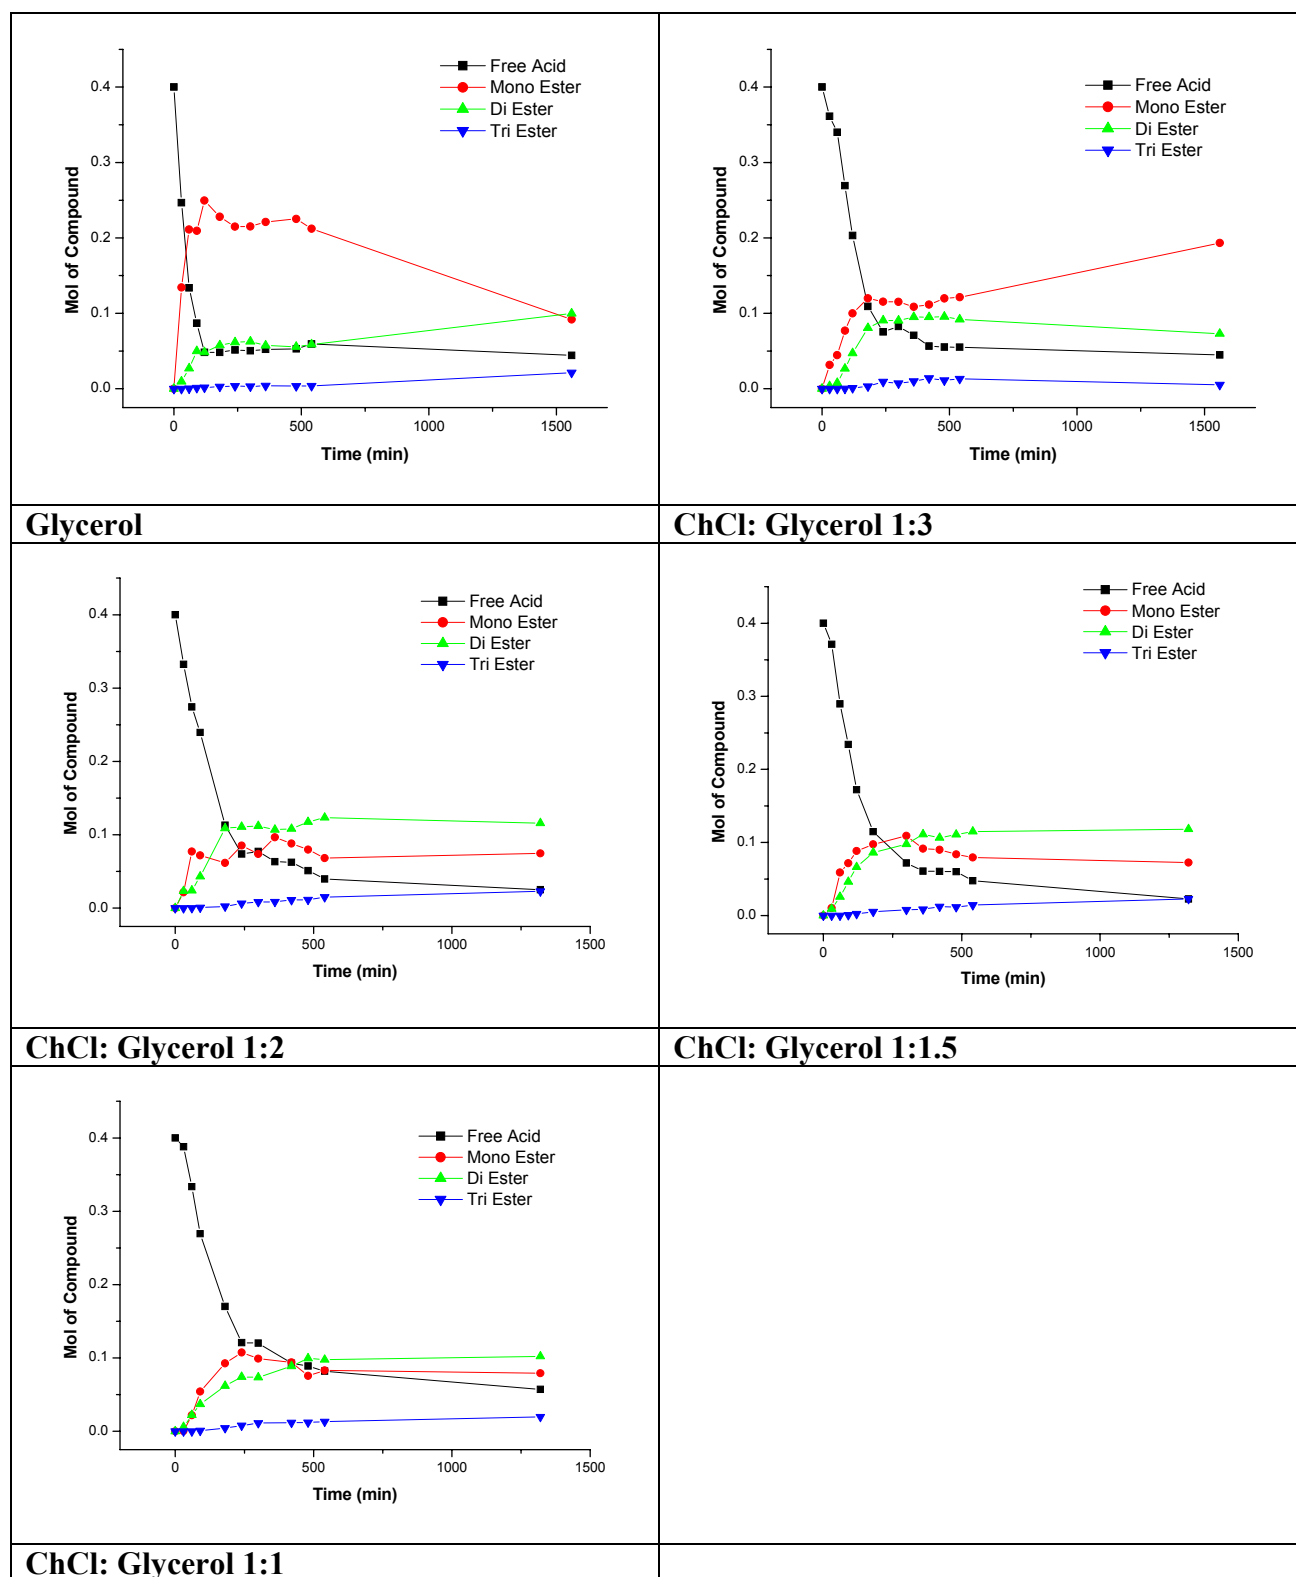 Mol of Compound
0.4
0.3
0.2
0.1
0.0
0 500 1000 1500
Time (min)
Free Acid
Mono Ester
Di Ester
Tri Ester
Glycerol
Mol of Compound
0.4
0.3
0.2
0.1
0.0
0 500 1000 1500
Time (min)
Free Acid
Mono Ester
Di Ester
Tri Ester
ChCl: Glycerol 1:3
Mol of Compound
0.4
0.3
0.2
0.1
0.0
0 500 1000 1500
Time (min)
Free Acid
Mono Ester
Di Ester
Tri Ester
ChCl: Glycerol 1:2
Mol of Compound
0.4
0.3
0.2
0.1
0.0
0 500 1000 1500
Time (min)
Free Acid
Mono Ester
Di Ester
Tri Ester
ChCl: Glycerol 1:1.5
Mol of Compound
0.4
0.3
0.2
0.1
0.0
0 500 1000 1500
Time (min)
Free Acid
Mono Ester
Di Ester
Tri Ester
ChCl: Glycerol 1:1